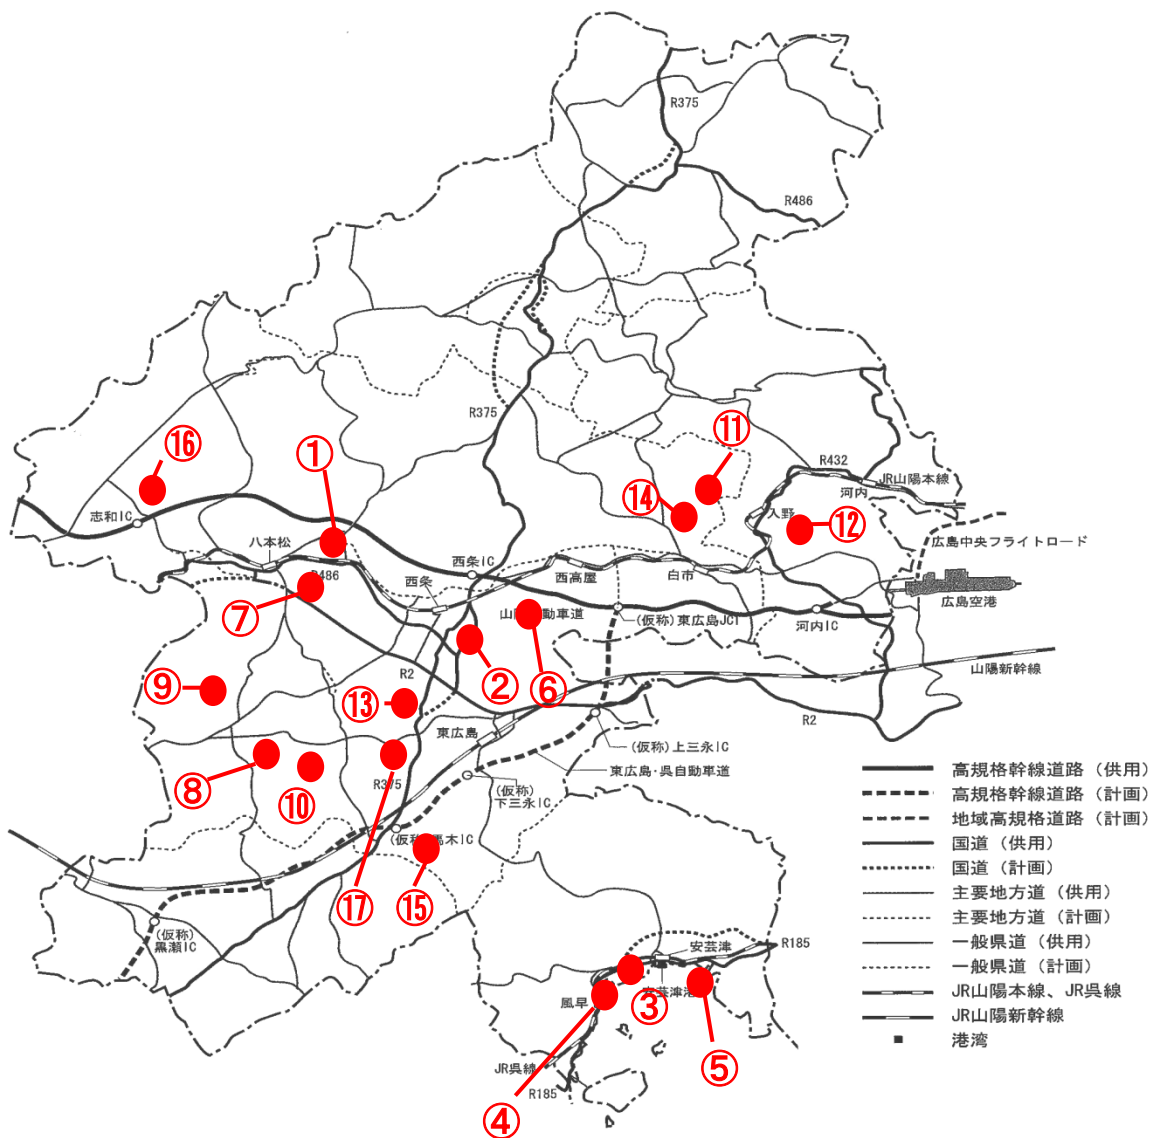 R375
R486
R375
⑯
①
⑪
R432
JR山陽本線
河内
⑭
入野
⑫
志和IC
広島中央フライトロード
八本松
西条IC
R486
西条
西高屋
白市
広島空港
⑦
山陽自動車道
(仮称)東広島JCT
河内IC
⑨
R2
②
⑥
山陽新幹線
⑬
R2
東広島
(仮称)上三永IC
東広島・呉自動車道
⑧
⑩
R375
(仮称)
下三永IC
(仮称)馬木IC
⑰
⑮
(仮称)
黒瀬IC
安芸津
R185
安芸津港
風早
③
JR呉線
⑤
R185
④
高規格幹線道路(供用)
高規格幹線道路(計画)
地域高規格道路(計画)
国道(供用)
国道(計画)
主要地方道(供用)
主要地方道(計画)
一般県道(供用)
一般県道(計画)
JR山陽本線、JR呉線
JR山陽新幹線
港湾